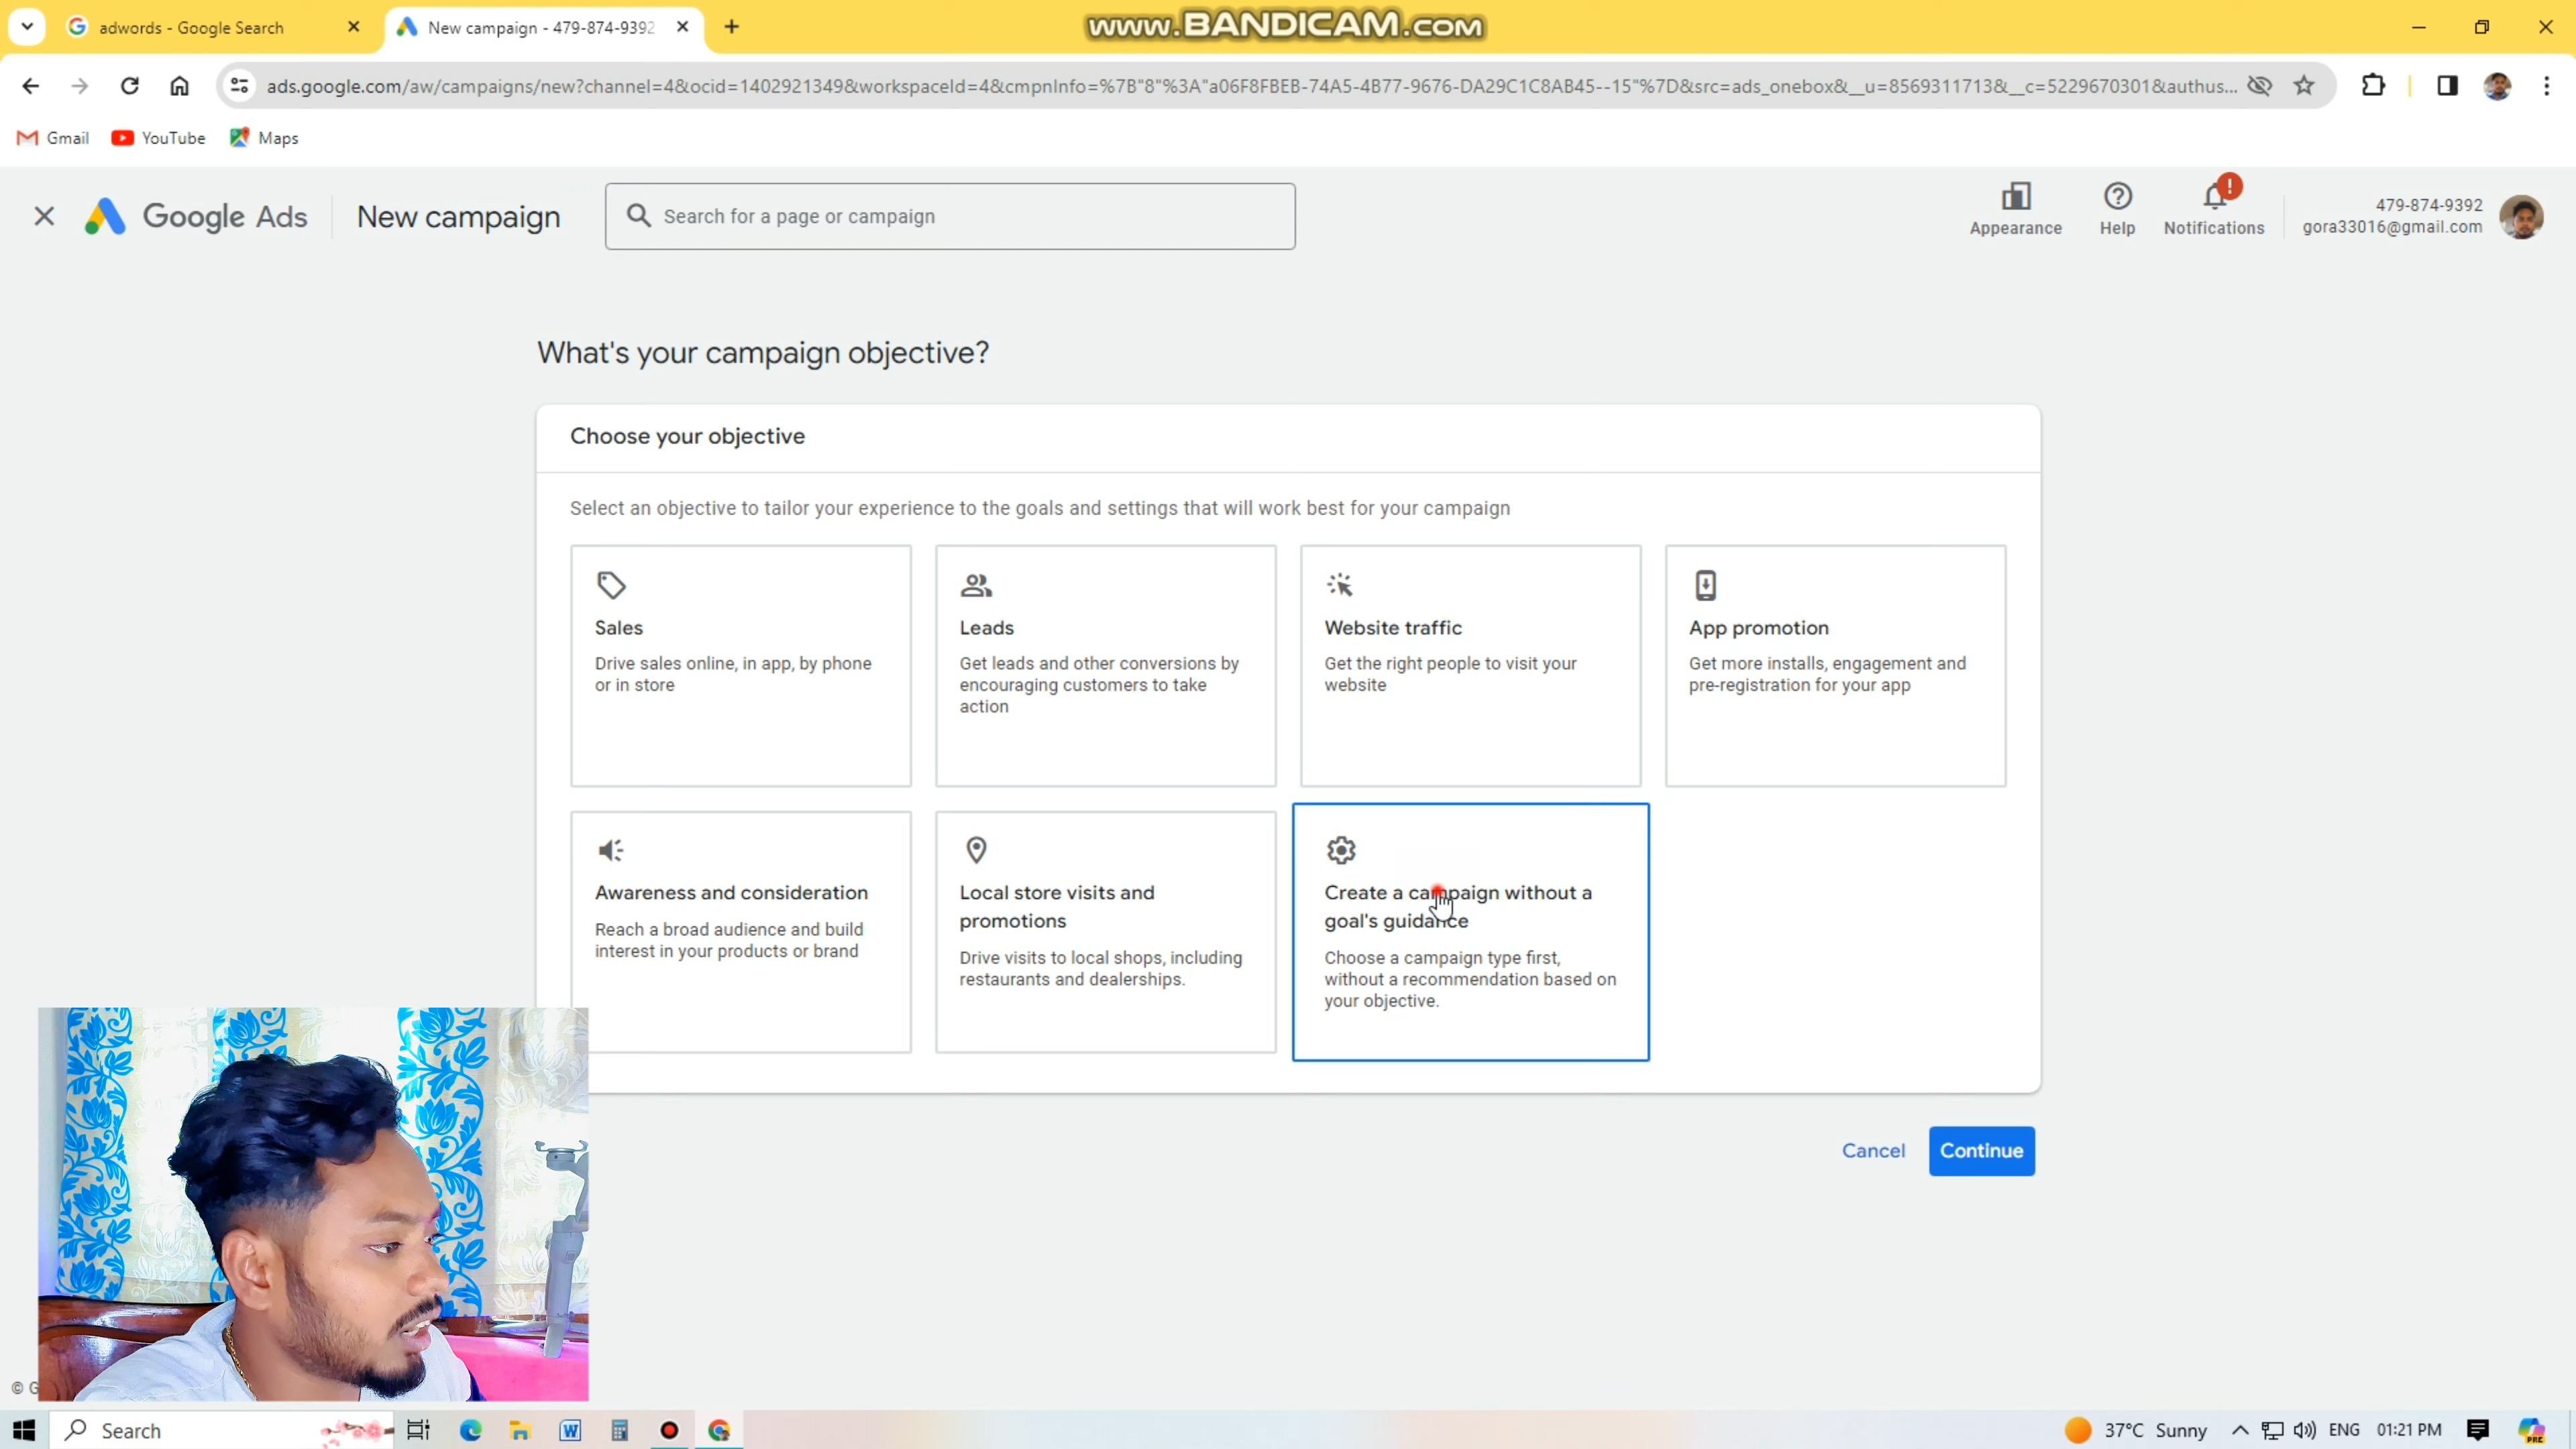 adwords - Google Search
New campaign - 479-874-9392
www.BANDICAM.com
ads.google.com/aw/campaigns/new?channel=4&ocid=1402921349&workspaceId=4&cmpnInfo=%7B"8"%3A"a06F8FBEB-74A5-4B77-9676-DA29C1C8AB45--15"%7D&src=ads_onebox&__u=8569311713&__c=5229670301&authus...
Gmail
YouTube
Maps
Google Ads
New campaign
Search for a page or campaign
Appearance
Help
Notifications
479-874-9392
gora33016@gmail.com
What's your campaign objective?
Choose your objective
Select an objective to tailor your experience to the goals and settings that will work best for your campaign
Sales
Drive sales online, in app, by phone
or in store
Leads
Get leads and other conversions by
encouraging customers to take
action
Website traffic
Get the right people to visit your
website
App promotion
Get more installs, engagement and
pre-registration for your app
Awareness and consideration
Reach a broad audience and build
interest in your products or brand
Local store visits and
promotions
Drive visits to local shops, including
restaurants and dealerships.
Create a campaign without a
goal's guidance
Choose a campaign type first,
without a recommendation based on
your objective.
Cancel
Continue
© G
Search
37°C Sunny
ENG
01:21 PM
PRE